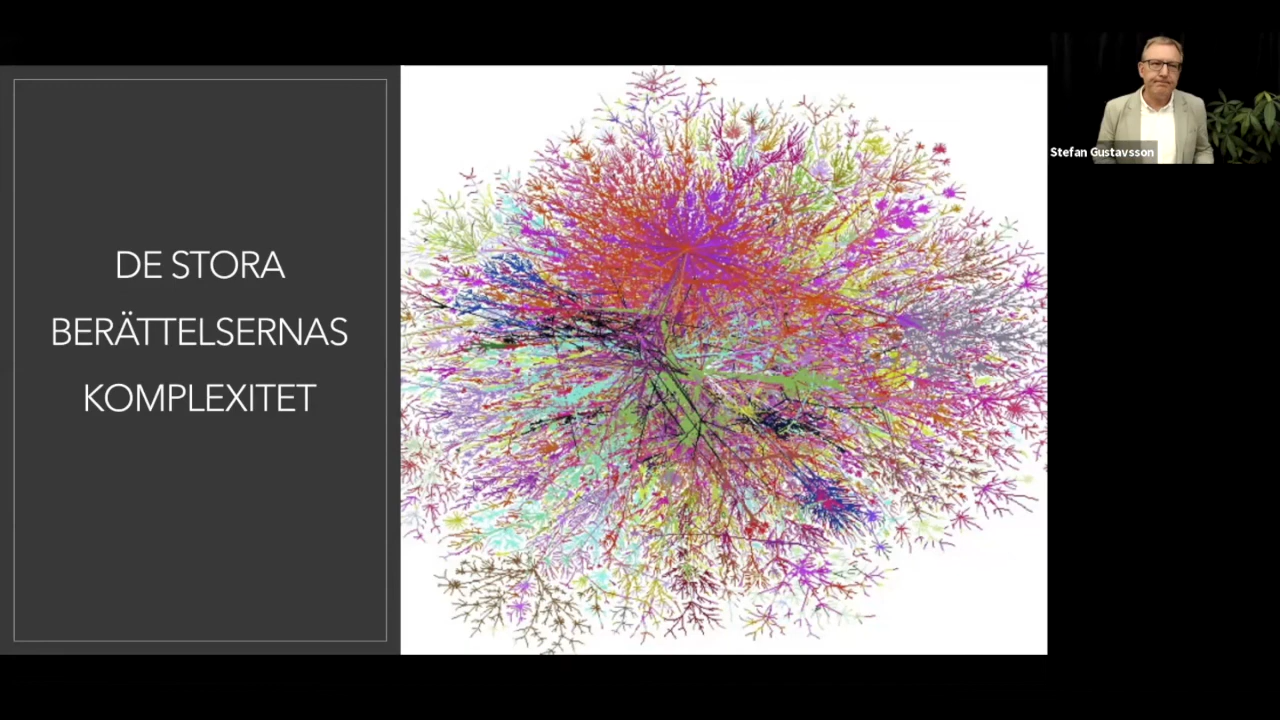 DE STORA
BERÄTTELSERNAS
KOMPLEXITET
Stefan Gustavsson